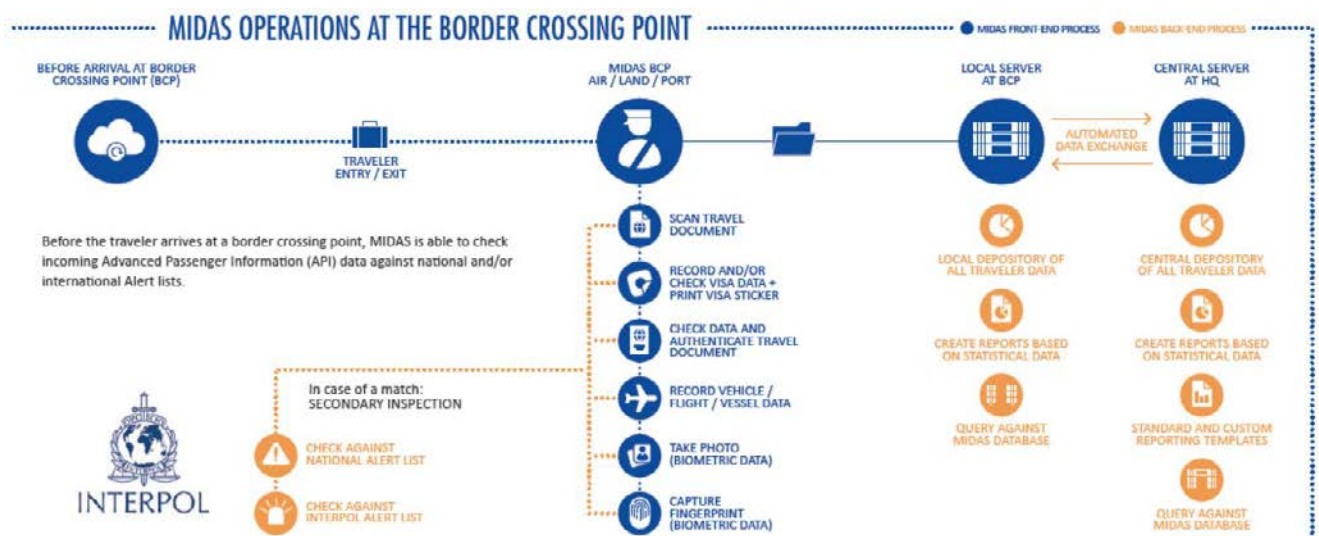 MIDAS OPERATIONS AT THE BORDER CROSSING POINT
MIDAS FRONT-END PROCESS
MIDAS BACK-END PROCESS
BEFORE ARRIVAL AT BORDER
CROSSING POINT (BCP)
TRAVELER
ENTRY / EXIT
MIDAS BCP
AIR / LAND / PORT
LOCAL SERVER
AT BCP
AUTOMATED
DATA EXCHANGE
CENTRAL SERVER
AT HQ
Before the traveler arrives at a border crossing point, MIDAS is able to check
incoming Advanced Passenger Information (API) data against national and/or
international Alert lists.
In case of a match:
SECONDARY INSPECTION
CHECK AGAINST
NATIONAL ALERT LIST
CHECK AGAINST
INTERPOL ALERT LIST
INTERPOL
SCAN TRAVEL
DOCUMENT
RECORD AND/OR
CHECK VISA DATA +
PRINT VISA STICKER
CHECK DATA AND
AUTHENTICATE TRAVEL
DOCUMENT
RECORD VEHICLE /
FLIGHT / VESSEL DATA
TAKE PHOTO
(BIOMETRIC DATA)
CAPTURE
FINGERPRINT
(BIOMETRIC DATA)
LOCAL DEPOSITORY OF
ALL TRAVELER DATA
CREATE REPORTS BASED
ON STATISTICAL DATA
QUERY AGAINST
MIDAS DATABASE
CENTRAL DEPOSITORY
OF ALL TRAVELER DATA
CREATE REPORTS BASED
ON STATISTICAL DATA
STANDARD AND CUSTOM
REPORTING TEMPLATES
QUERY AGAINST
MIDAS DATABASE